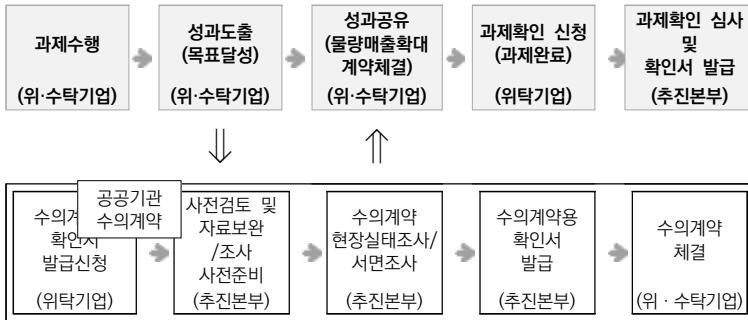 과제수행
(위·수탁기업)
성과도출
(목표달성)
(위·수탁기업)
성과공유
(물량매출확대
계약체결)
(위·수탁기업)
과제확인 신청
(과제완료)
(위탁기업)
과제확인 심사
및
확인서 발급
(추진본부)
공공기관
수의계약
수의계
확인서
발급신청
(위탁기업)
사전검토 및
자료보완
/조사
사전준비
(추진본부)
수의계약
현장실태조사/
서면조사
(추진본부)
수의계약용
확인서
발급
(추진본부)
수의계약
체결
(위 · 수탁기업)